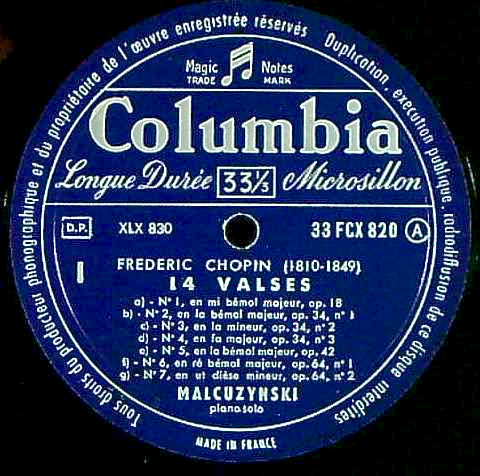 Tous droits du producteur phonographique et du propriétaire de l'œuvre enregistrée réservés
Duplication, exécution publique, radiodiffusion de ce disque interdites
Magic Notes
TRADE MARK
Columbia
Longue Durée 33⅓ Microsillon
D.P. XLX 830 33 FCX 820 A
1
FREDERIC CHOPIN (1810-1849)
14 VALSES
a) - N° 1, en mi bémol majeur, op. 18
b) - N° 2, en la bémol majeur, op. 34, n° 1
c) - N° 3, en la mineur, op. 34, n° 2
d) - N° 4, en fa majeur, op. 34, n° 3
e) - N° 5, en la bémol majeur, op. 42
f) - N° 6, en ré bémol majeur, op. 64, n° 1
g) - N° 7, en ut dièse mineur, op. 64, n° 2
MALCUZYNSKI
piano solo
MADE IN FRANCE